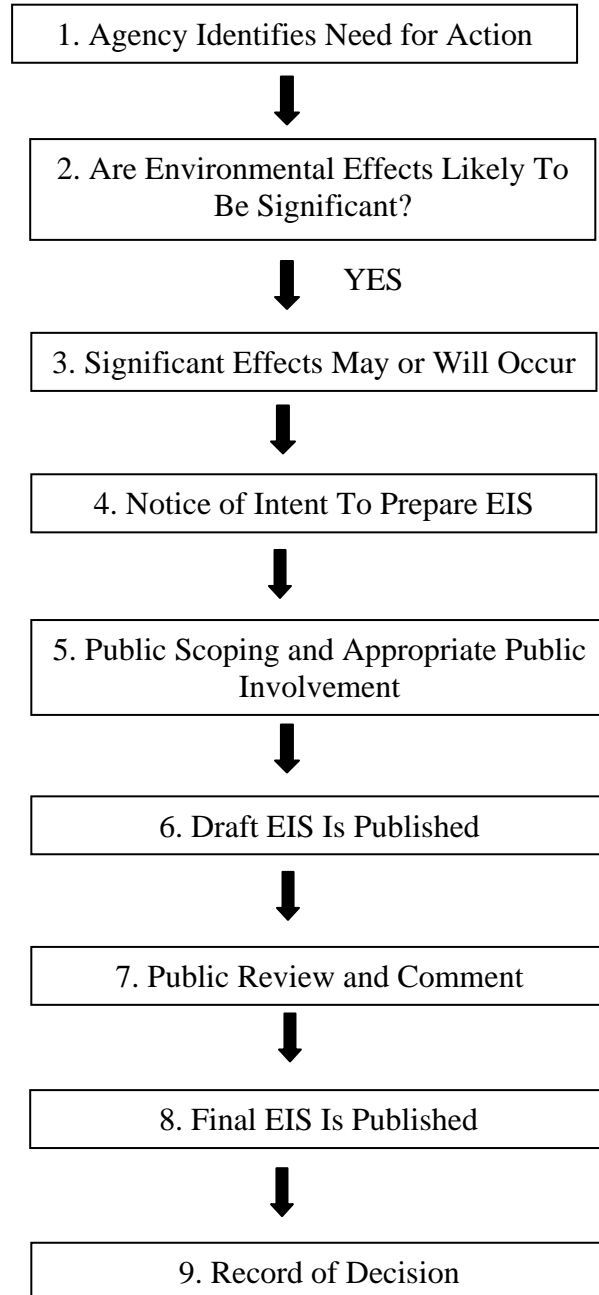 1. Agency Identifies Need for Action
2. Are Environmental Effects Likely To
Be Significant?
YES
3. Significant Effects May or Will Occur
4. Notice of Intent To Prepare EIS
5. Public Scoping and Appropriate Public
Involvement
6. Draft EIS Is Published
7. Public Review and Comment
8. Final EIS Is Published
9. Record of Decision